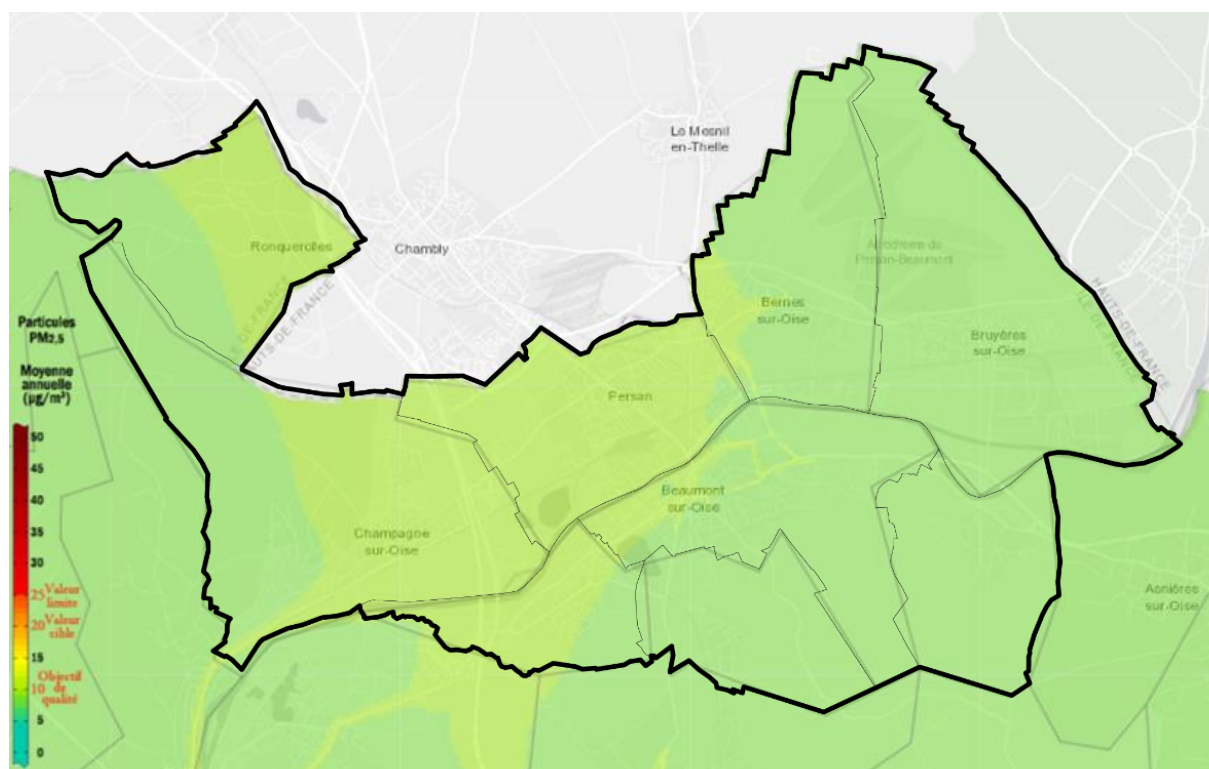 Le Mesnil
en-Thelle
Ronquerolles
Chambly
Aérodrome de
Persan-Beaumont
Bernes
sur-Oise
Bruyères
sur-Oise
HAUTS-DE-FRANCE
HAUTS-DE-FRANCE
Persan
Beaumont
sur-Oise
Champagne
sur-Oise
Asnières
sur-Oise
Particules
PM2,5
Moyenne
annuelle
(µg/m³)
50
45
40
35
30
25 Valeur
limite
20 Valeur
cible
15
Objectif
10 de
qualité
5
0